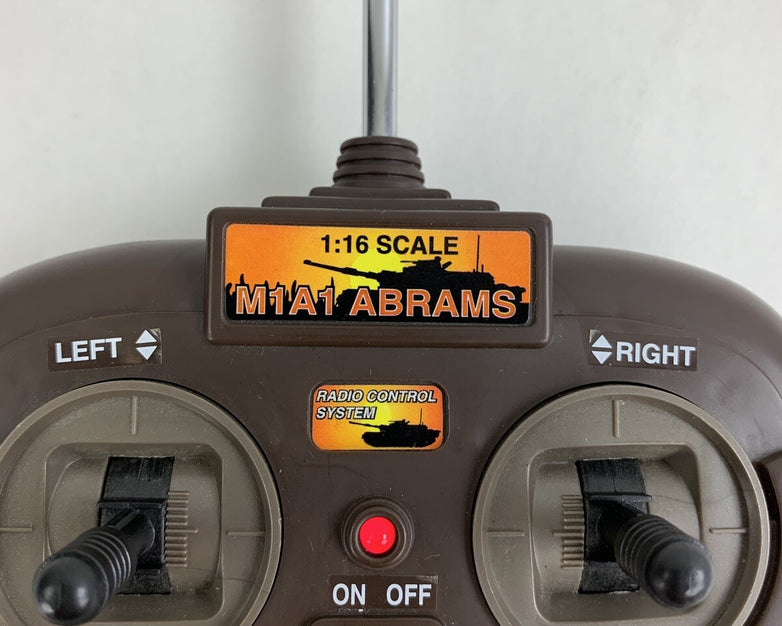 1:16 SCALE
M1A1 ABRAMS
LEFT
RIGHT
RADIO CONTROL
SYSTEM
ON OFF